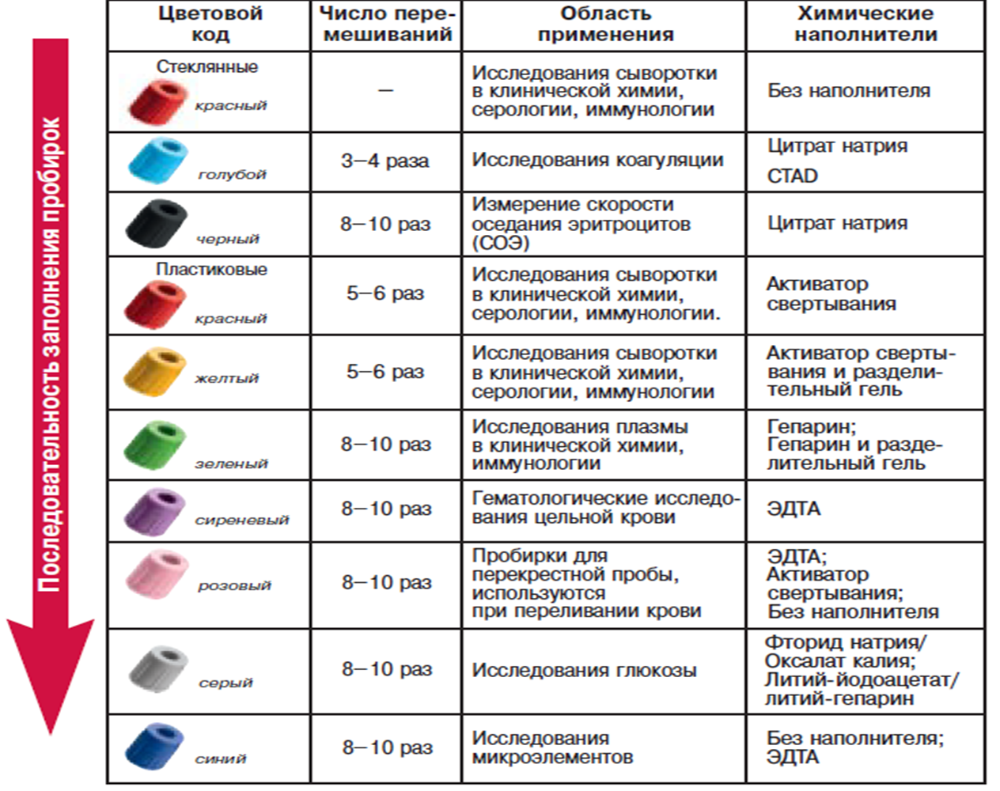 Последовательность заполнения пробирок
Цветовой
код
Число пере-
мешиваний
Область
применения
Химические
наполнители
Стеклянные
красный
—
Исследования сыворотки
в клинической химии,
серологии, иммунологии
Без наполнителя
голубой
3–4 раза
Исследования коагуляции
Цитрат натрия
CTAD
черный
8–10 раз
Измерение скорости
оседания эритроцитов
(СОЭ)
Цитрат натрия
Пластиковые
красный
5–6 раз
Исследования сыворотки
в клинической химии,
серологии, иммунологии.
Активатор
свертывания
желтый
5–6 раз
Исследования сыворотки
в клинической химии,
серологии, иммунологии
Активатор сверты-
вания и раздели-
тельный гель
зеленый
8–10 раз
Исследования плазмы
в клинической химии,
иммунологии
Гепарин;
Гепарин и разде-
лительный гель
сиреневый
8–10 раз
Гематологические исследо-
вания цельной крови
ЭДТА
розовый
8–10 раз
Пробирки для
перекрестной пробы,
используются
при переливании крови
ЭДТА;
Активатор
свертывания;
Без наполнителя
серый
8–10 раз
Исследования глюкозы
Фторид натрия/
Оксалат калия;
Литий-йодоацетат/
литий-гепарин
синий
8–10 раз
Исследования
микроэлементов
Без наполнителя;
ЭДТА